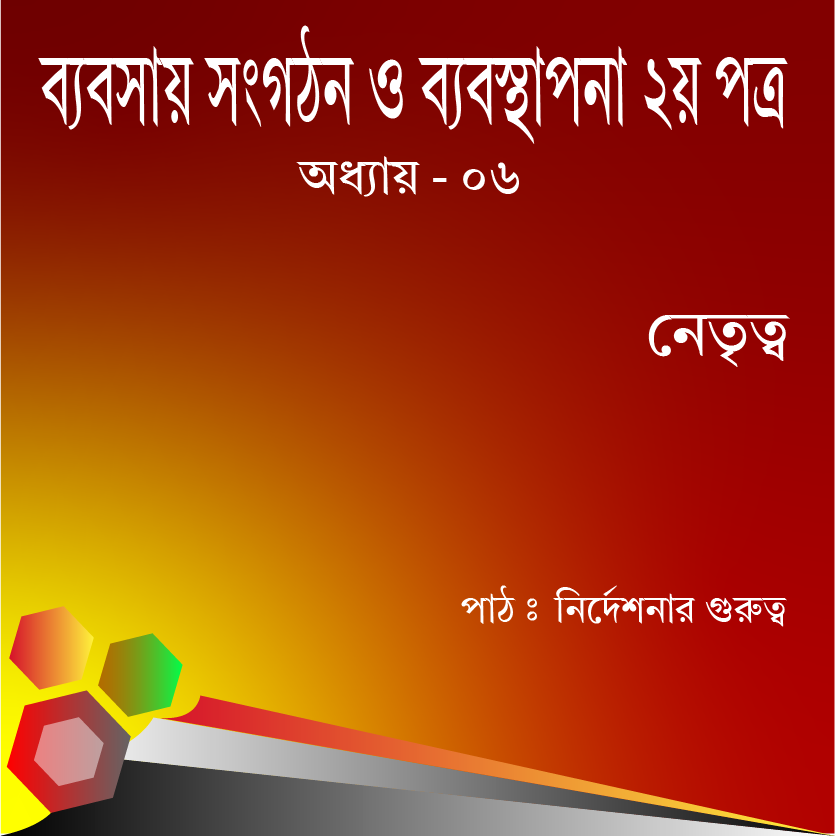 ব্যবসায় সংগঠন ও ব্যবস্থাপনা ২য় পত্র
অধ্যায় - ০৬
নেতৃত্ব
পাঠ ঃ নির্দেশনার গুরুত্ব